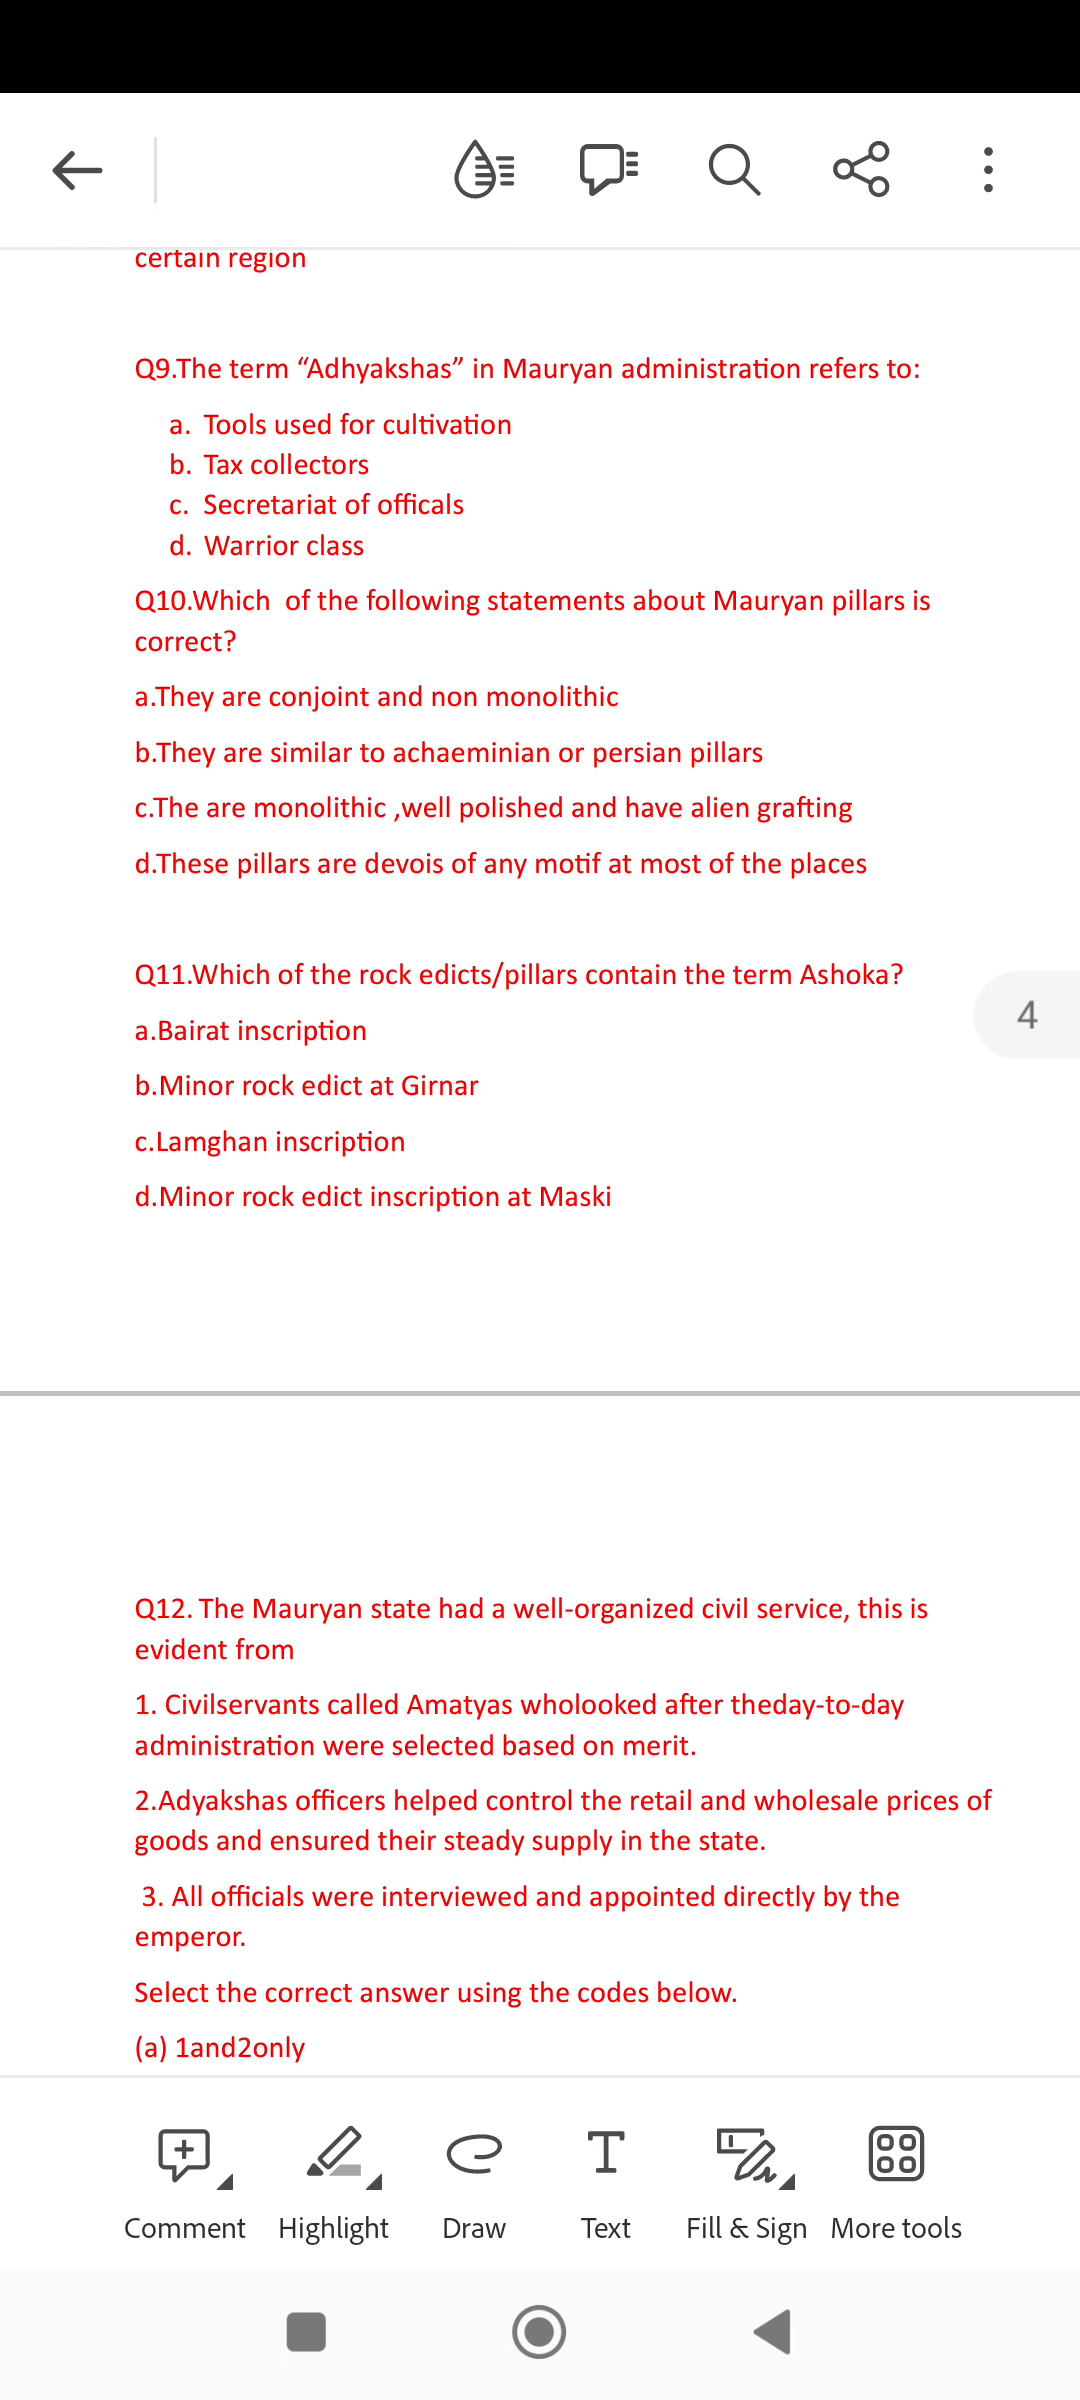 certain region
Q9.The term “Adhyakshas” in Mauryan administration refers to:
a. Tools used for cultivation
b. Tax collectors
c. Secretariat of officals
d. Warrior class
Q10.Which  of the following statements about Mauryan pillars is
correct?
a.They are conjoint and non monolithic
b.They are similar to achaeminian or persian pillars
c.The are monolithic ,well polished and have alien grafting
d.These pillars are devois of any motif at most of the places
Q11.Which of the rock edicts/pillars contain the term Ashoka?
a.Bairat inscription
4
b.Minor rock edict at Girnar
c.Lamghan inscription
d.Minor rock edict inscription at Maski
Q12. The Mauryan state had a well-organized civil service, this is
evident from
1. Civilservants called Amatyas wholooked after theday-to-day
administration were selected based on merit.
2.Adyakshas officers helped control the retail and wholesale prices of
goods and ensured their steady supply in the state.
3. All officials were interviewed and appointed directly by the
emperor.
Select the correct answer using the codes below.
(a) 1and2only
Comment Highlight Draw Text Fill & Sign More tools